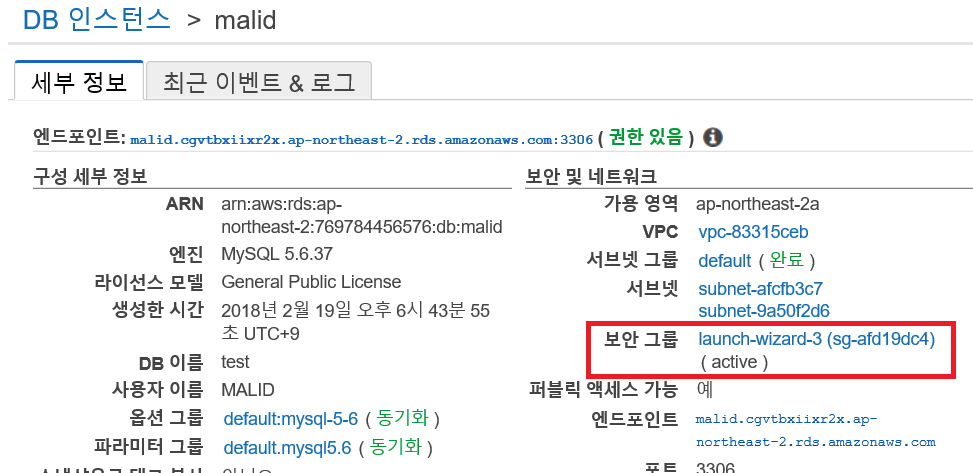 DB 인스턴스 > malid
세부 정보 최근 이벤트 & 로그
엔드포인트: malid.cgvtbxiixr2x.ap-northeast-2.rds.amazonaws.com:3306 ( 권한 있음 )
구성 세부 정보
ARN arn:aws:rds:ap-
northeast-2:769784456576:db:malid
엔진 MySQL 5.6.37
라이선스 모델 General Public License
생성한 시간 2018년 2월 19일 오후 6시 43분 55
초 UTC+9
DB 이름 test
사용자 이름 MALID
옵션 그룹 default:mysql-5-6 ( 동기화 )
파라미터 그룹 default.mysql5.6 ( 동기화 )
보안 및 네트워크
가용 영역 ap-northeast-2a
VPC vpc-83315ceb
서브넷 그룹 default ( 완료 )
서브넷 subnet-afcfb3c7
subnet-9a50f2d6
보안 그룹 launch-wizard-3 (sg-afd19dc4)
( active )
퍼블릭 액세스 가능 예
엔드포인트 malid.cgvtbxiixr2x.ap-
northeast-2.rds.amazonaws.com
포트 3306